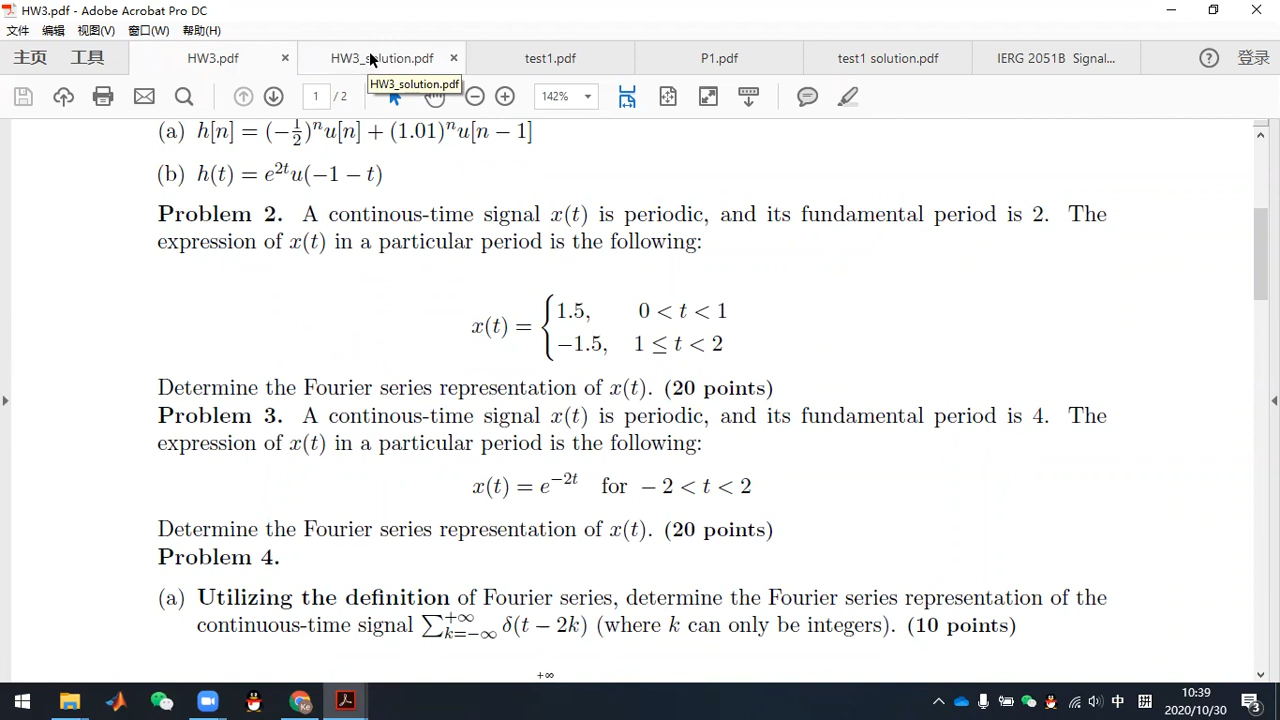 HW3.pdf - Adobe Acrobat Pro DC
文件 编辑 视图(V) 窗口(W) 帮助(H)
主页 工具 HW3.pdf × HW3_solution.pdf × test1.pdf P1.pdf test1 solution.pdf IERG 2051B Signal... 登录
HW3_solution.pdf
1 / 2 142%
(a) h[n] = (−1/2)^n u[n] + (1.01)^n u[n − 1]
(b) h(t) = e^{2t}u(−1 − t)
Problem 2. A continous-time signal x(t) is periodic, and its fundamental period is 2. The
expression of x(t) in a particular period is the following:
x(t) = { 1.5, 0 < t < 1
−1.5, 1 ≤ t < 2
Determine the Fourier series representation of x(t). (20 points)
Problem 3. A continous-time signal x(t) is periodic, and its fundamental period is 4. The
expression of x(t) in a particular period is the following:
x(t) = e^{−2t} for − 2 < t < 2
Determine the Fourier series representation of x(t). (20 points)
Problem 4.
(a) Utilizing the definition of Fourier series, determine the Fourier series representation of the
continuous-time signal ∑_{k=−∞}^{+∞} δ(t − 2k) (where k can only be integers). (10 points)
+∞
中 拼 10:39
2020/10/30 3